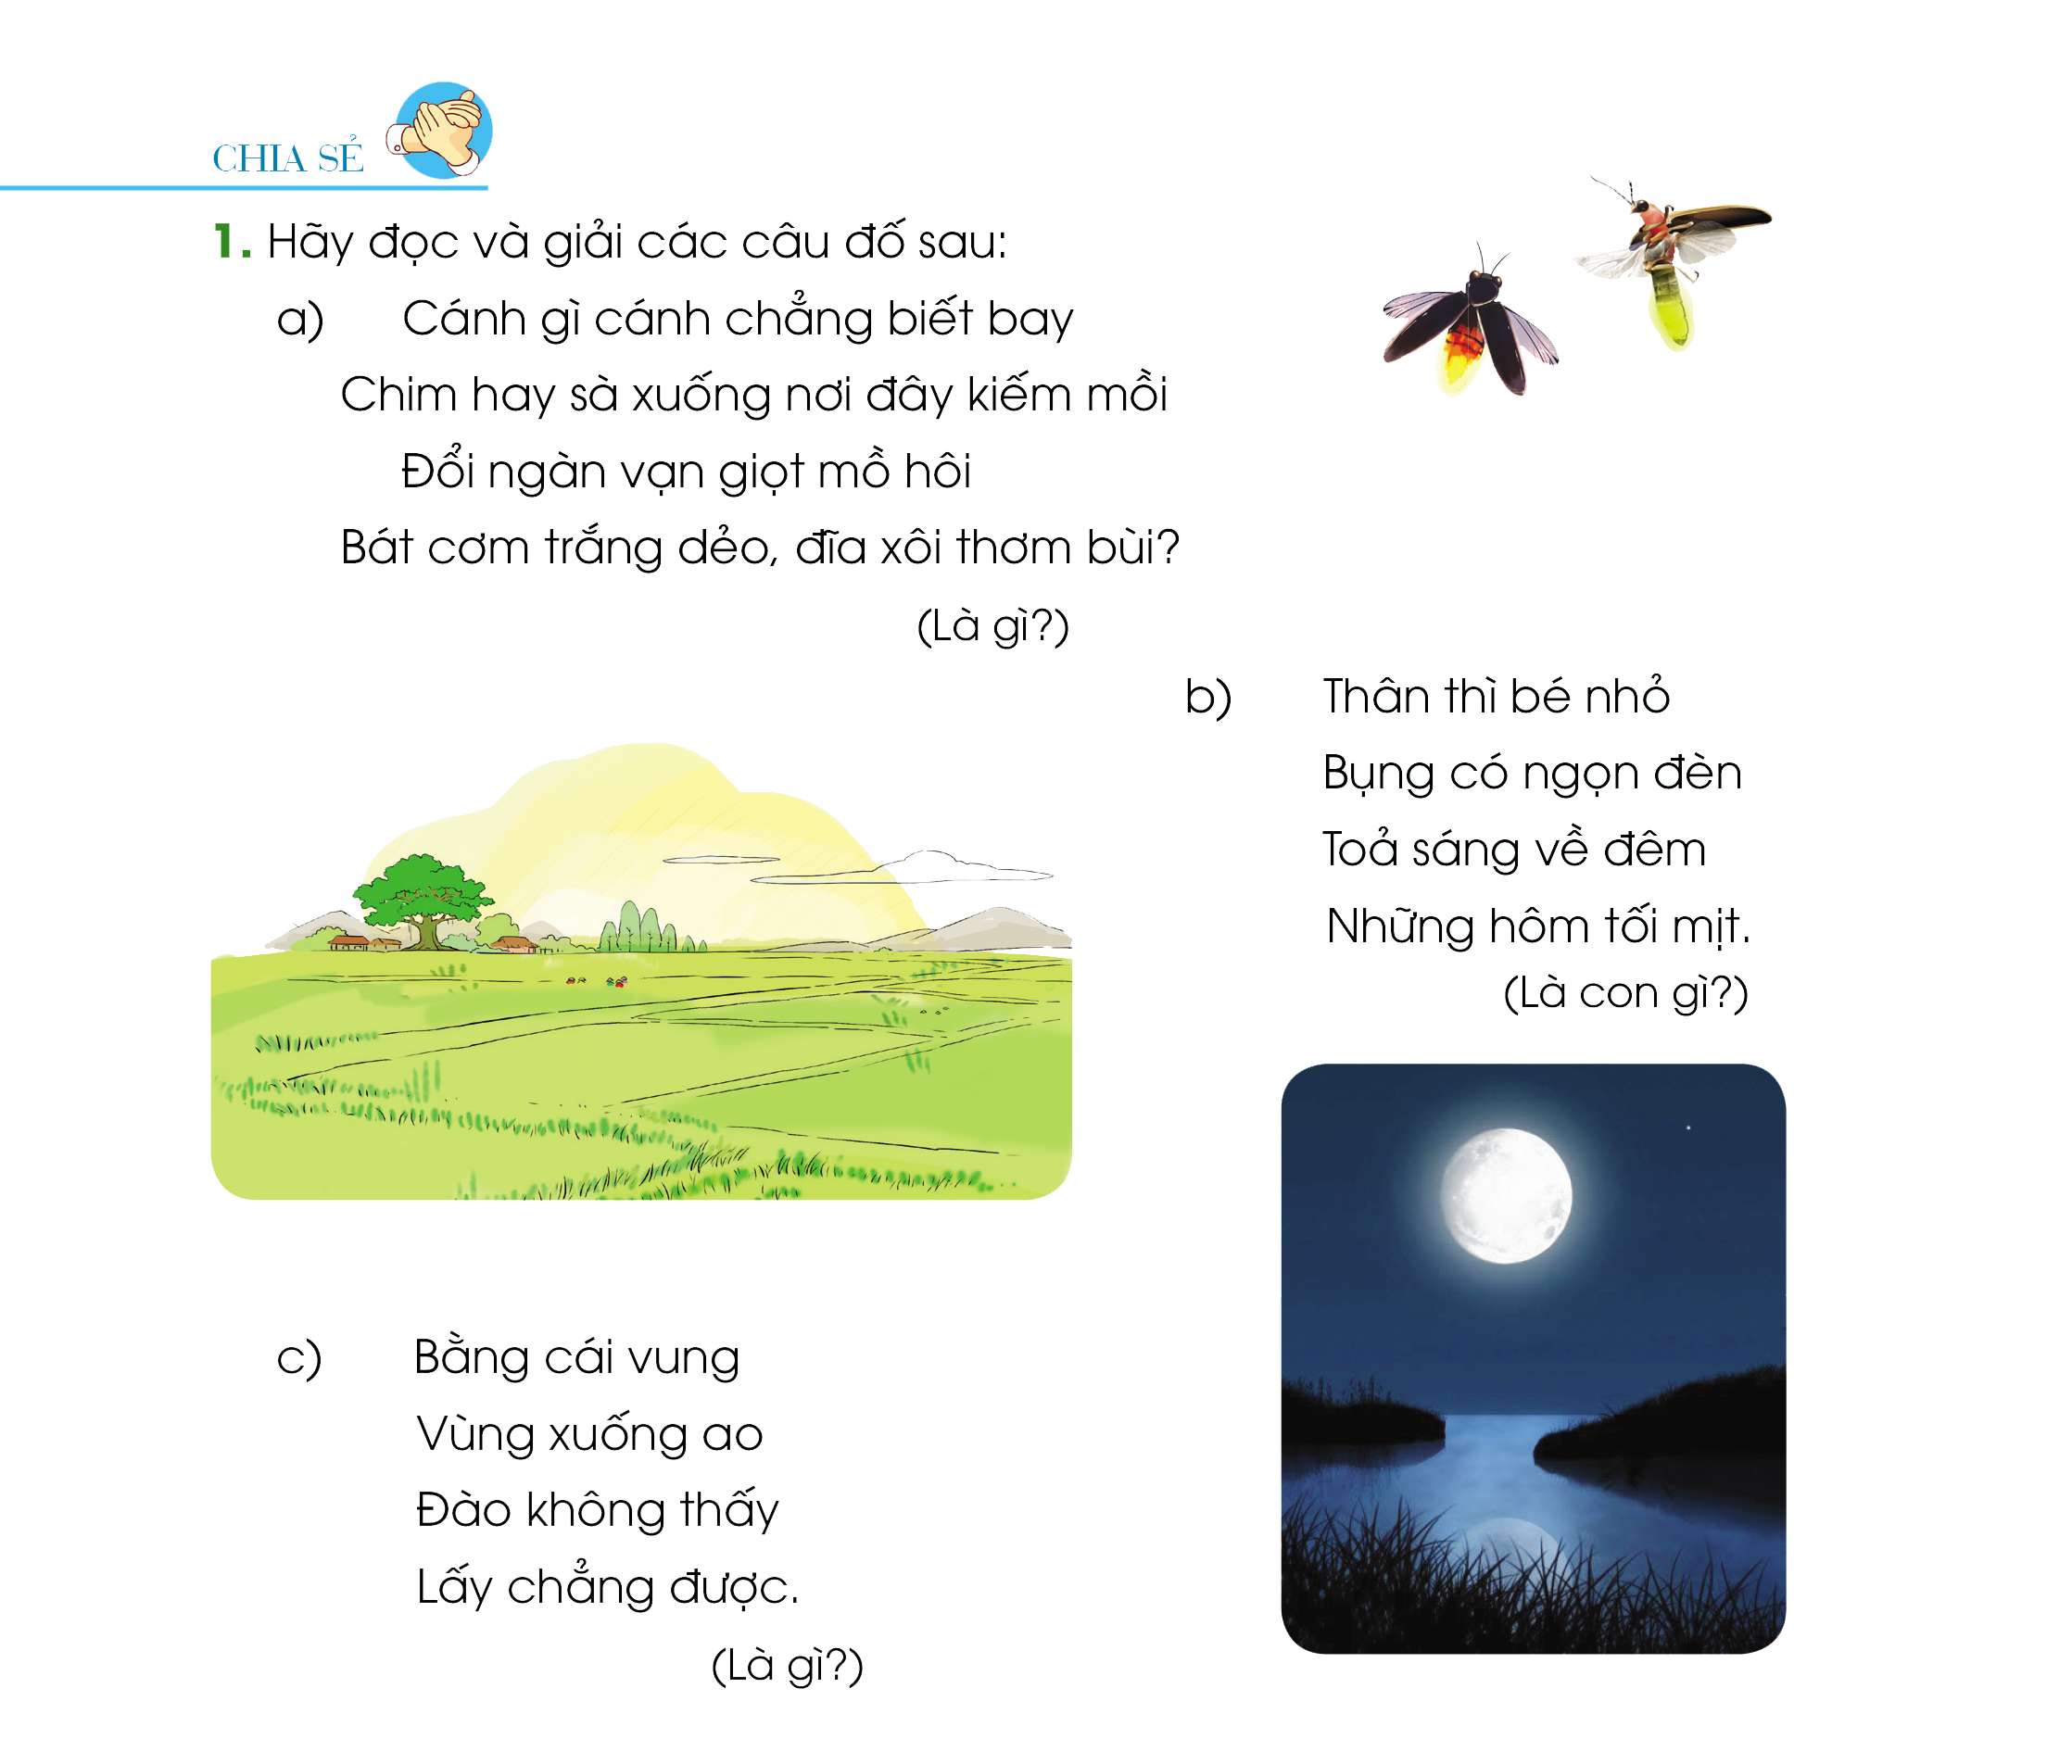 CHIA SẺ
1. Hãy đọc và giải các câu đố sau:
a) Cánh gì cánh chẳng biết bay
Chim hay sà xuống nơi đây kiếm mồi
Đổi ngàn vạn giọt mồ hôi
Bát cơm trắng dẻo, đĩa xôi thơm bùi?
(Là gì?)
b) Thân thì bé nhỏ
Bụng có ngọn đèn
Toả sáng về đêm
Những hôm tối mịt.
(Là con gì?)
c) Bằng cái vung
Vùng xuống ao
Đào không thấy
Lấy chẳng được.
(Là gì?)